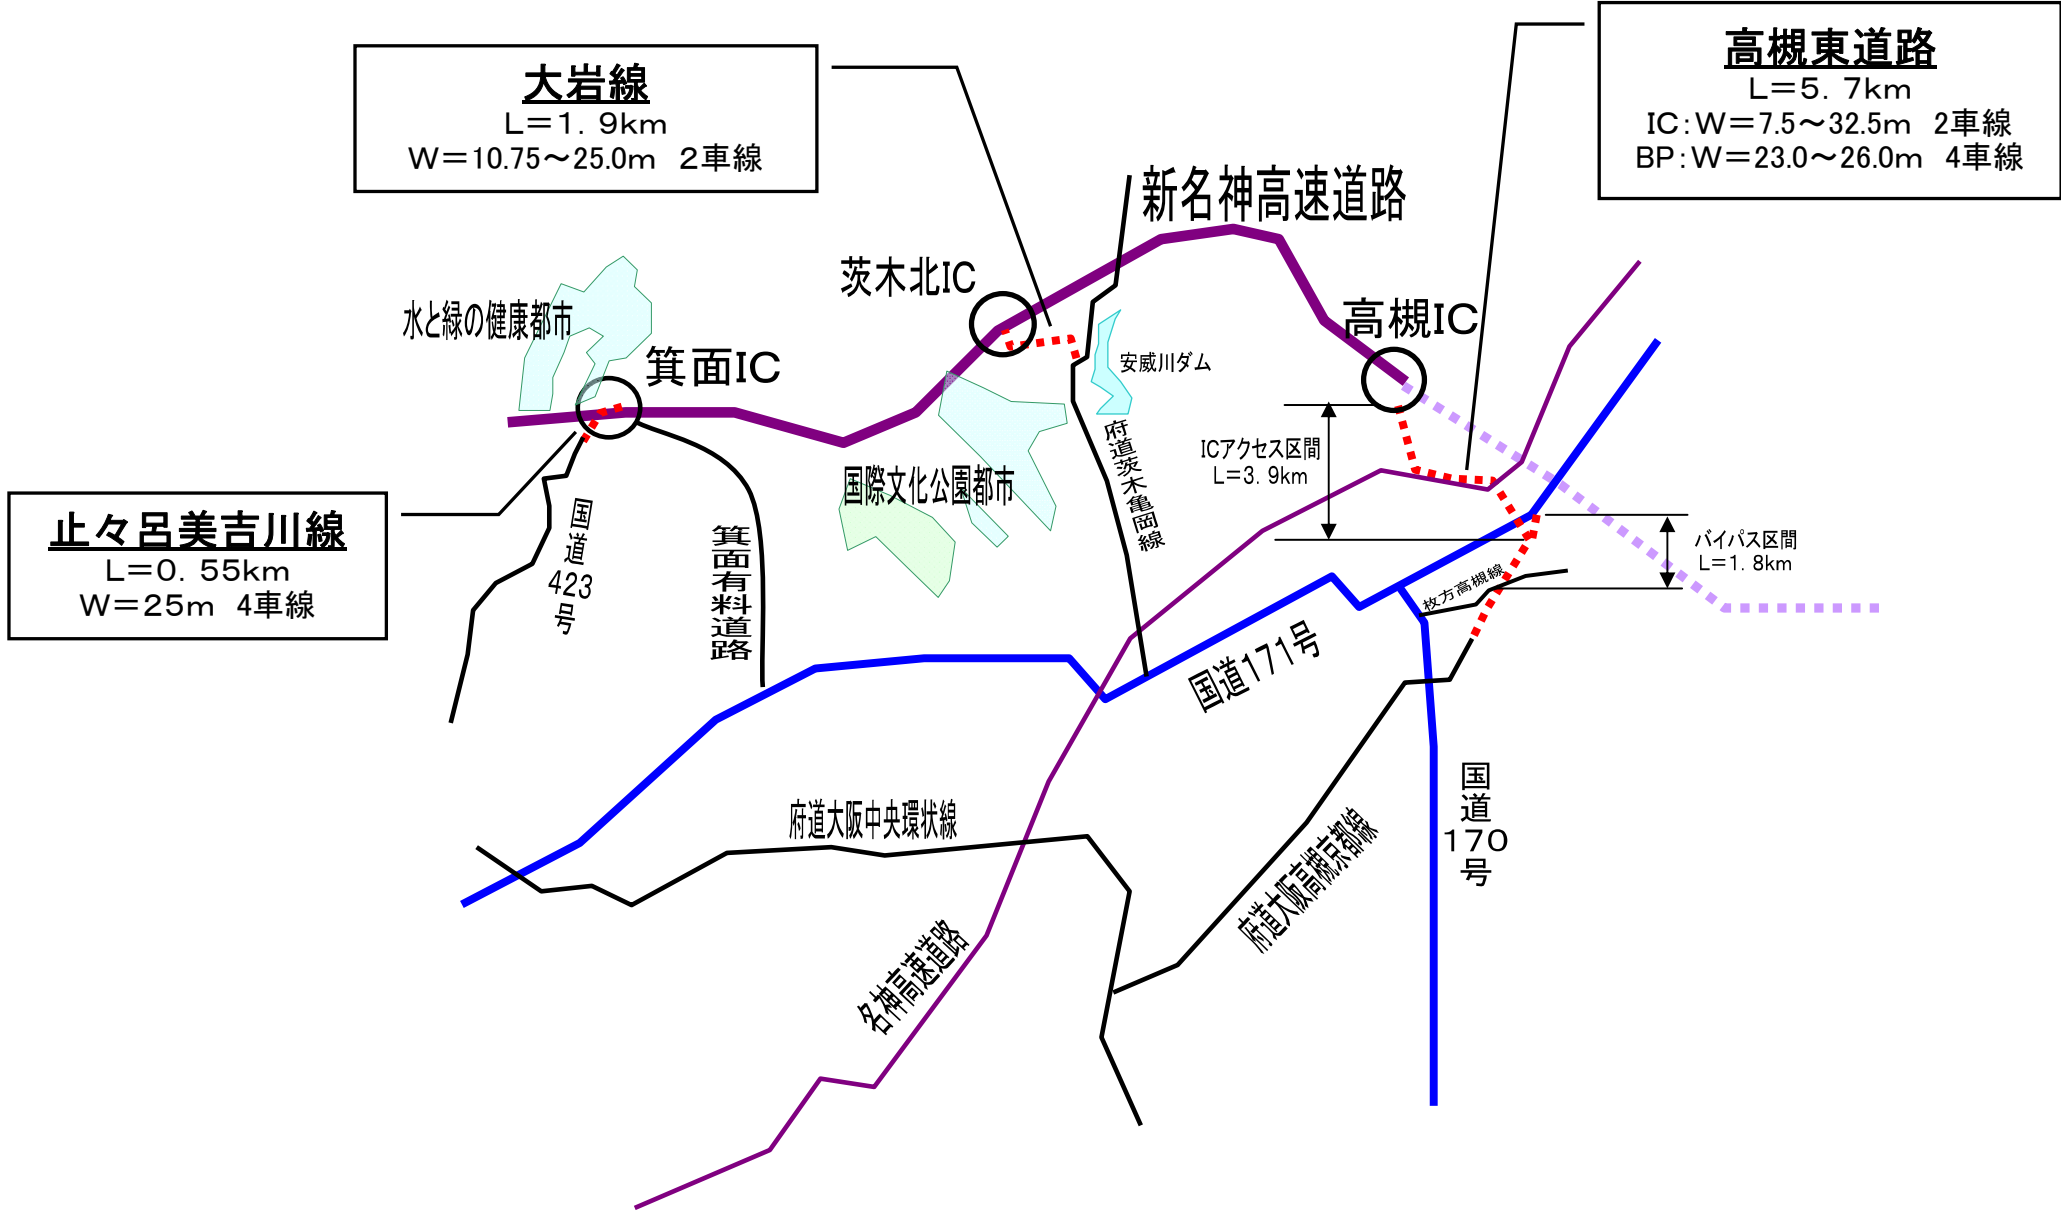 大岩線
L＝1．9km
W＝10.75～25.0m　2車線
高槻東道路
L＝5．7km
IC：W＝7.5～32.5m　2車線
BP：W＝23.0～26.0m　4車線
新名神高速道路
茨木北IC
水と緑の健康都市
箕面IC
高槻IC
安威川ダム
府道茨木亀岡線
ICアクセス区間
L＝3．9km
国際文化公園都市
止々呂美吉川線
L＝0．55km
W＝25m　4車線
国道423号
箕面有料道路
バイパス区間
L＝1．8km
枚方高槻線
国道171号
国道170号
府道大阪中央環状線
府道大阪高槻京都線
名神高速道路